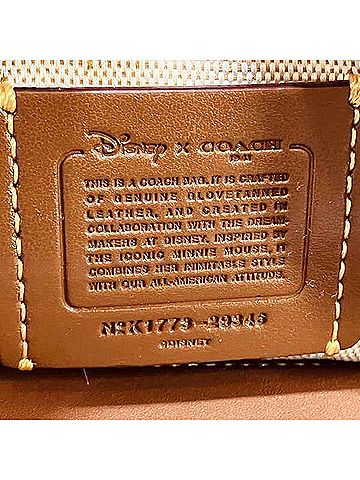 Disney x COACH
1941
THIS IS A COACH BAG. IT IS CRAFTED
OF GENUINE GLOVETANNED
LEATHER, AND CREATED IN
COLLABORATION WITH THE DREAM-
MAKERS AT DISNEY. INSPIRED BY
THE ICONIC MINNIE MOUSE, IT
COMBINES HER INIMITABLE STYLE
WITH OUR ALL-AMERICAN ATTITUDE.
©DISNEY